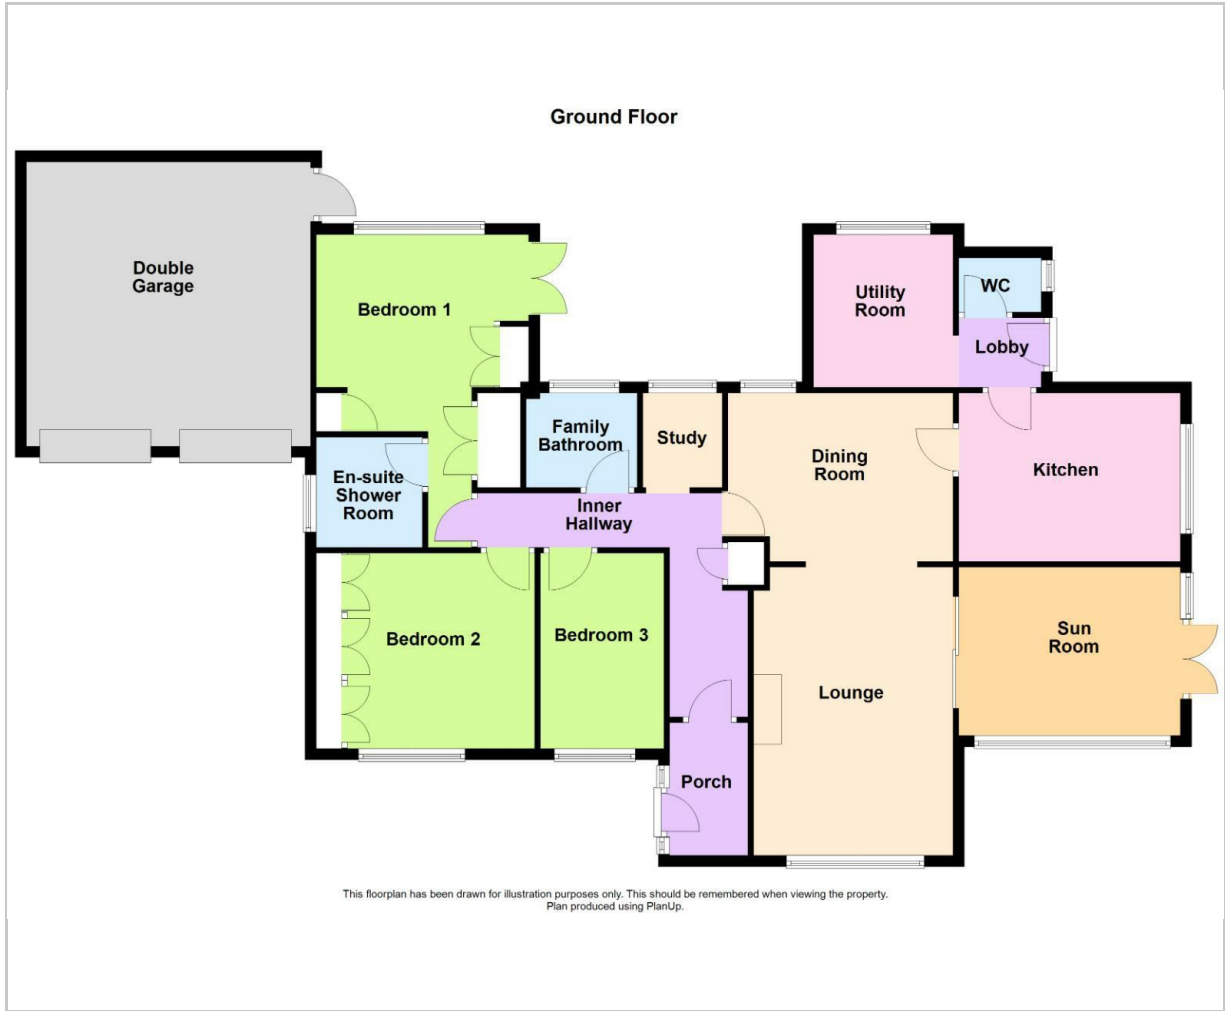 Ground Floor
Double
Garage
Bedroom 1
Utility
Room
WC
Lobby
Family
Bathroom
Study
Dining
Room
Kitchen
En-suite
Shower
Room
Inner
Hallway
Bedroom 2
Bedroom 3
Lounge
Sun
Room
Porch
This floorplan has been drawn for illustration purposes only. This should be remembered when viewing the property.
Plan produced using PlanUp.